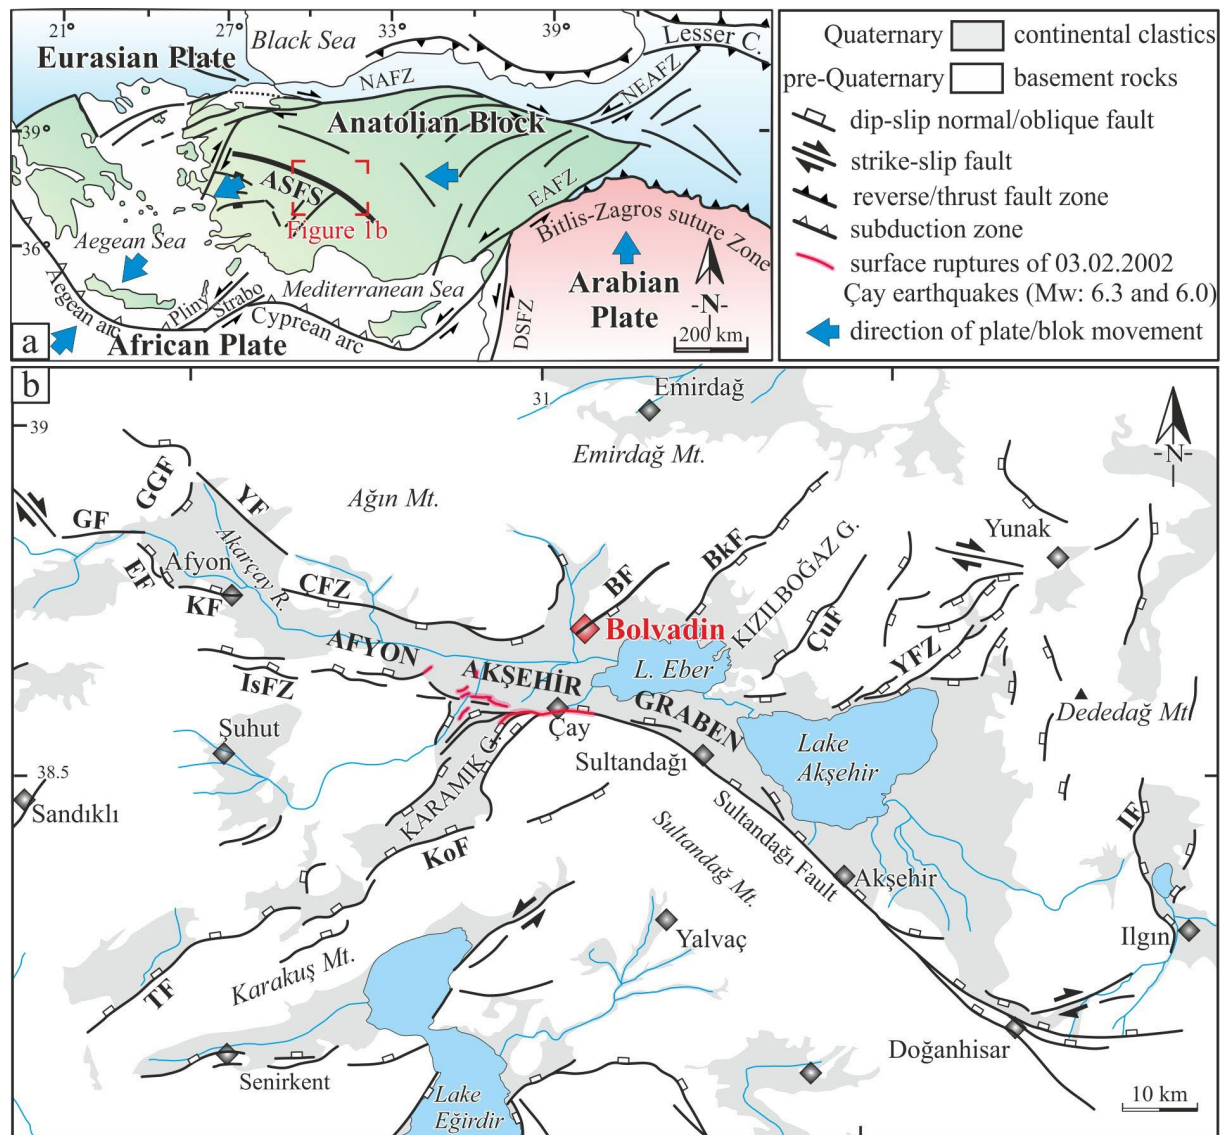 21°
27°
33°
39°
Eurasian Plate
Black Sea
Lesser C.
NAFZ
NEAFZ
39°
Anatolian Block
ASFS
EAFZ
Figure 1b
Bitlis-Zagros suture Zone
36°
Aegean Sea
Mediterranean Sea
Arabian
Plate
-N-
Aegean arc
Pliny
Strabo
Cyprean arc
DSFZ
African Plate
200 km
a
Quaternary
continental clastics
pre-Quaternary
basement rocks
dip-slip normal/oblique fault
strike-slip fault
reverse/thrust fault zone
subduction zone
surface ruptures of 03.02.2002
Çay earthquakes (Mw: 6.3 and 6.0)
direction of plate/blok movement
b
31
Emirdağ
39
Emirdağ Mt.
-N-
GGF
YF
Ağın Mt.
GF
Akarçay R.
Yunak
EF
Afyon
KF
CFZ
BF
BkF
KIZILBOĞAZ G.
ÇuF
YFZ
Bolvadin
AFYON
AKŞEHİR
GRABEN
L. Eber
IsFZ
Dededağ Mt.
Şuhut
Çay
Sultandağı
Lake
Akşehir
KARAMIK G.
38.5
Sandıklı
KoF
Sultandağ Mt.
Sultandağı Fault
IF
Akşehir
Yalvaç
Ilgın
TF
Karakuş Mt.
Doğanhisar
Senirkent
Lake
Eğirdir
10 km